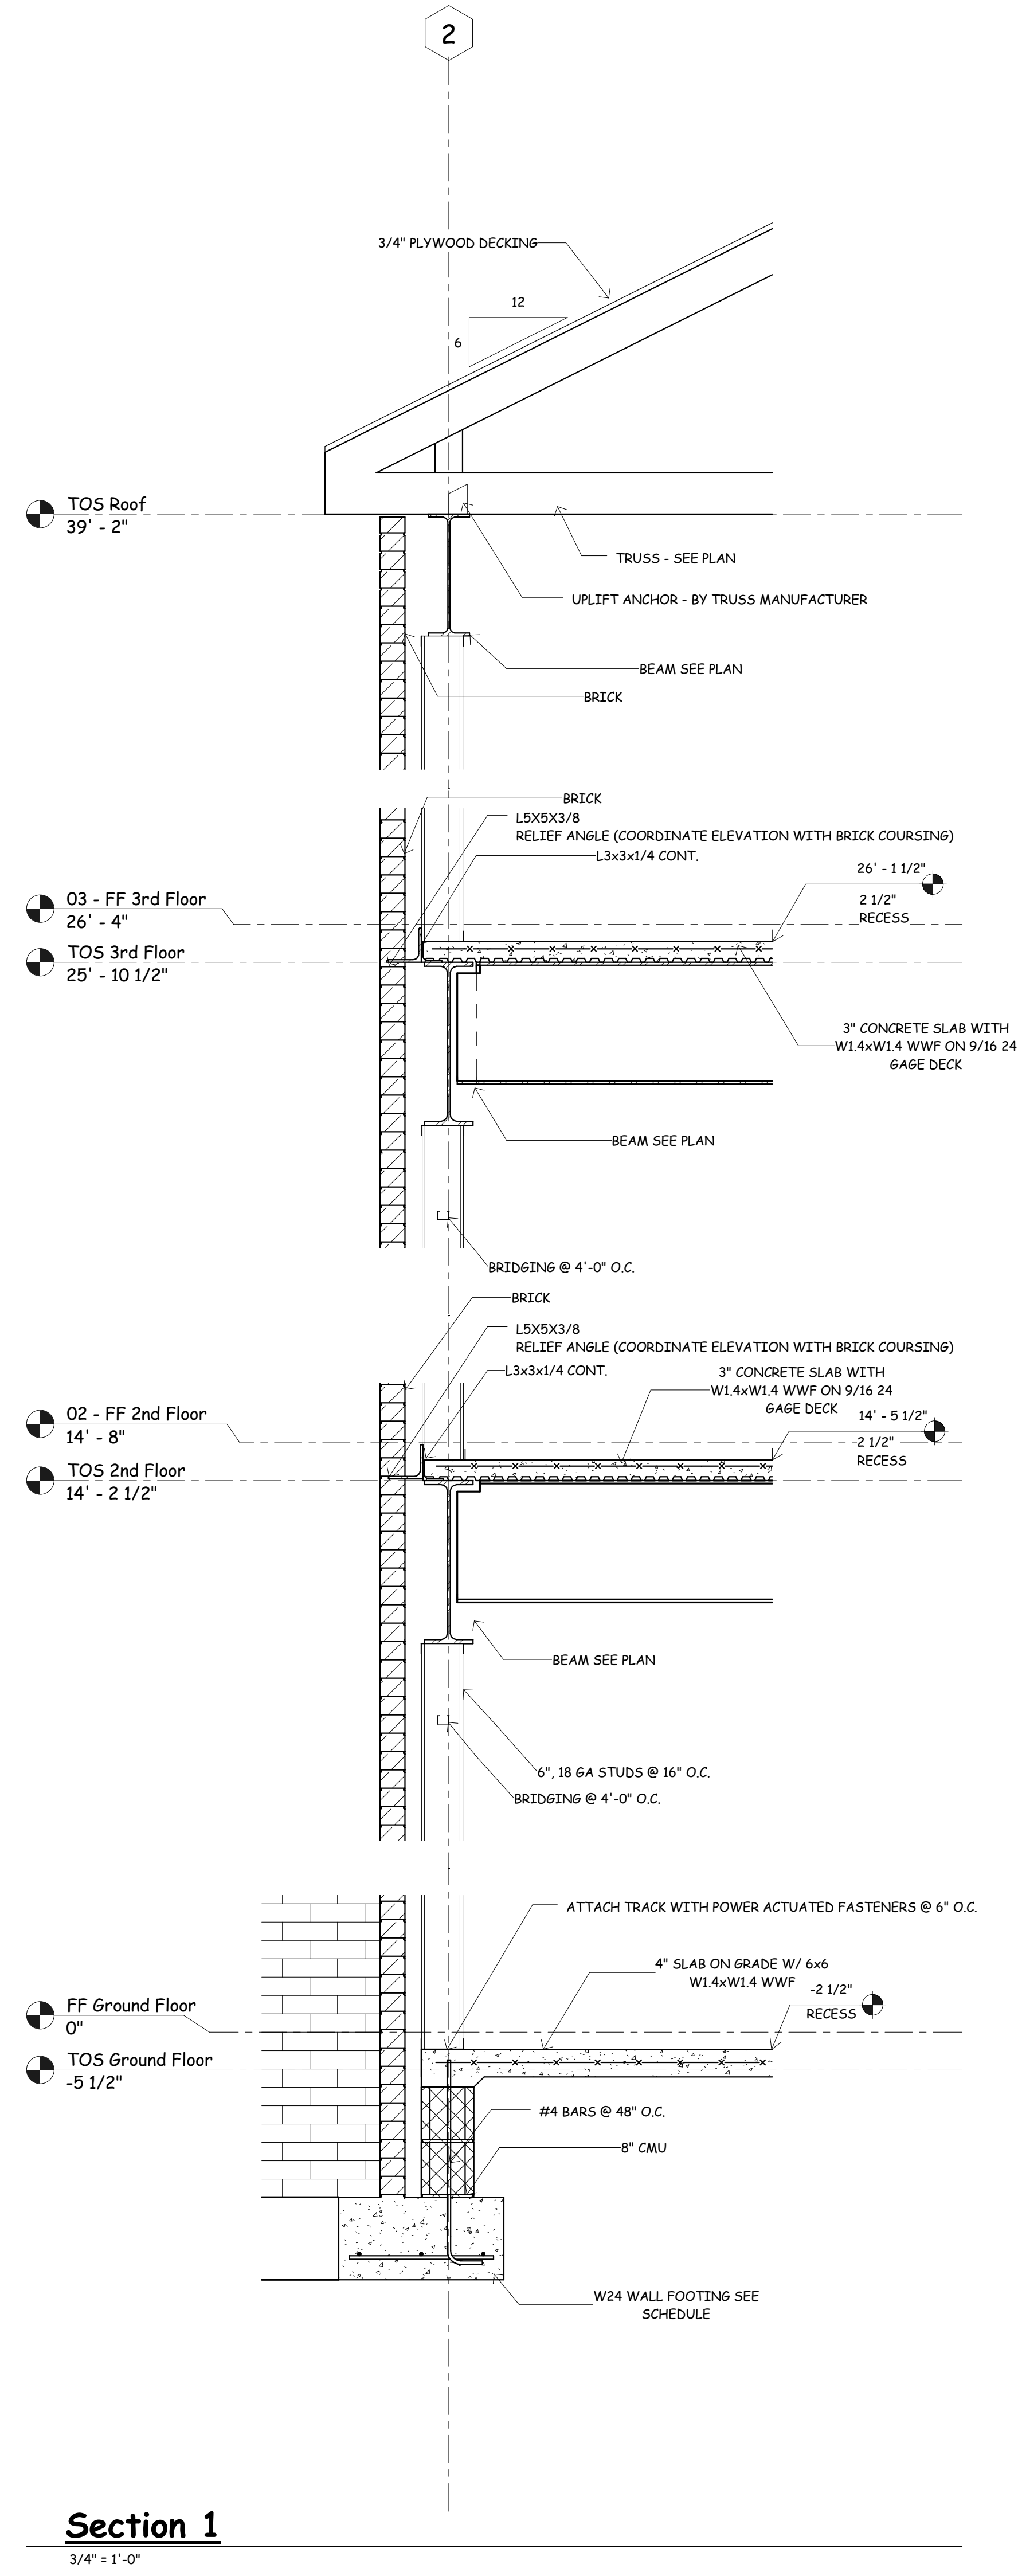 2
3/4" PLYWOOD DECKING
12
6
TOS Roof
39' - 2"
TRUSS - SEE PLAN
UPLIFT ANCHOR - BY TRUSS MANUFACTURER
BEAM SEE PLAN
BRICK
BRICK
L5X5X3/8
RELIEF ANGLE (COORDINATE ELEVATION WITH BRICK COURSING)
L3x3x1/4 CONT.
26' - 1 1/2"
2 1/2"
RECESS
03 - FF 3rd Floor
26' - 4"
TOS 3rd Floor
25' - 10 1/2"
3" CONCRETE SLAB WITH
W1.4xW1.4 WWF ON 9/16 24
GAGE DECK
BEAM SEE PLAN
BRIDGING @ 4'-0" O.C.
BRICK
L5X5X3/8
RELIEF ANGLE (COORDINATE ELEVATION WITH BRICK COURSING)
L3x3x1/4 CONT.
3" CONCRETE SLAB WITH
W1.4xW1.4 WWF ON 9/16 24
GAGE DECK
14' - 5 1/2"
2 1/2"
RECESS
02 - FF 2nd Floor
14' - 8"
TOS 2nd Floor
14' - 2 1/2"
BEAM SEE PLAN
6", 18 GA STUDS @ 16" O.C.
BRIDGING @ 4'-0" O.C.
ATTACH TRACK WITH POWER ACTUATED FASTENERS @ 6" O.C.
4" SLAB ON GRADE W/ 6x6
W1.4xW1.4 WWF
-2 1/2"
RECESS
FF Ground Floor
0"
TOS Ground Floor
-5 1/2"
#4 BARS @ 48" O.C.
8" CMU
W24 WALL FOOTING SEE
SCHEDULE
Section 1
3/4" = 1'-0"